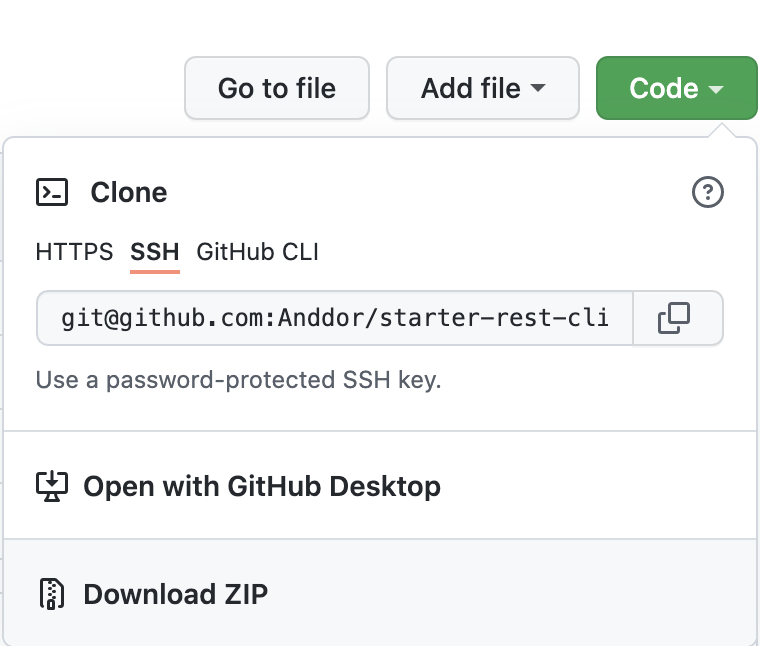 Go to file Add file Code
Clone
HTTPS SSH GitHub CLI
git@github.com:Anddor/starter-rest-cli
Use a password-protected SSH key.
Open with GitHub Desktop
Download ZIP